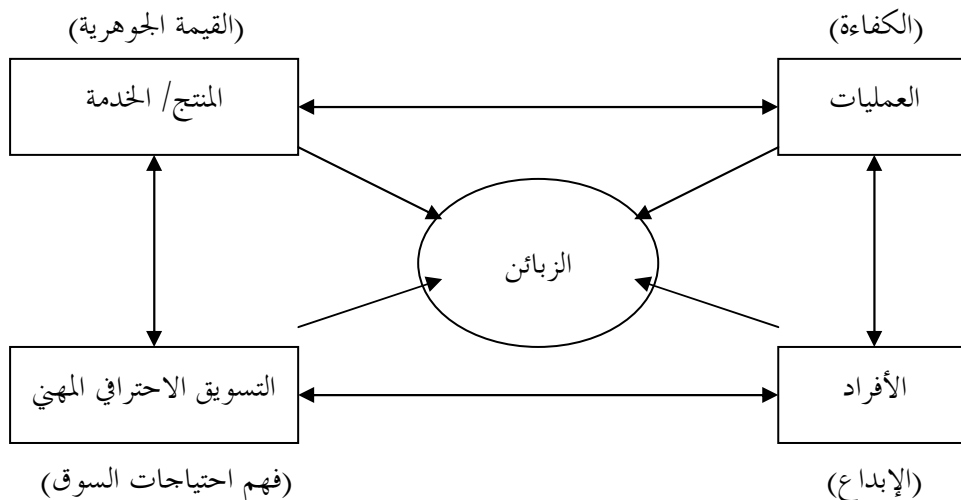 (الكفاءة)
(القيمة الجوهرية)
العمليات
المنتج/ الخدمة
الزبائن
الأفراد
التسويق الاحترافي المهني
(الإبداع)
(فهم احتياجات السوق)